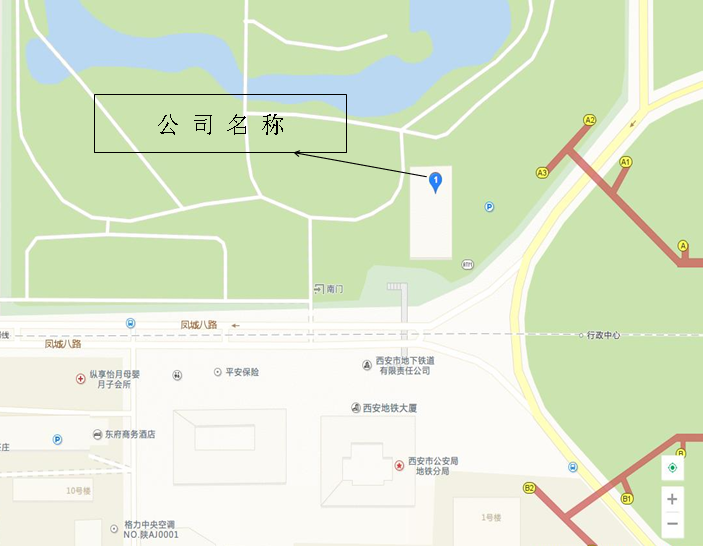 A2
公司名称
A1
A3
1
P
A
南门
凤城八路
行政中心
凤城八路
西安市地下铁道
有限责任公司
纵享怡月母婴
月子会所
平安保险
西安地铁大厦
东府商务酒店
P
西安市公安局
地铁分局
B
10号楼
B2
B1
1号楼
格力中央空调
NO.陕AJ0001